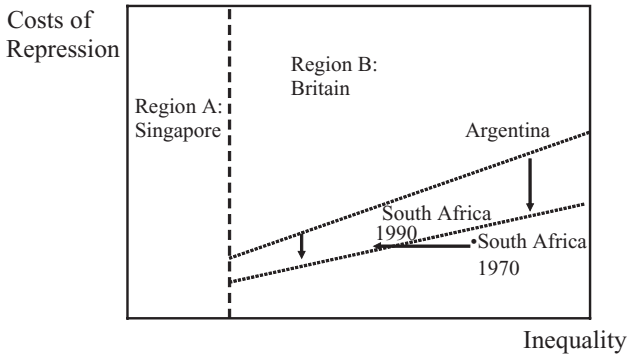 Costs of
Repression
Region B:
Britain
Region A:
Singapore
Argentina
South Africa
1990
South Africa
1970
Inequality